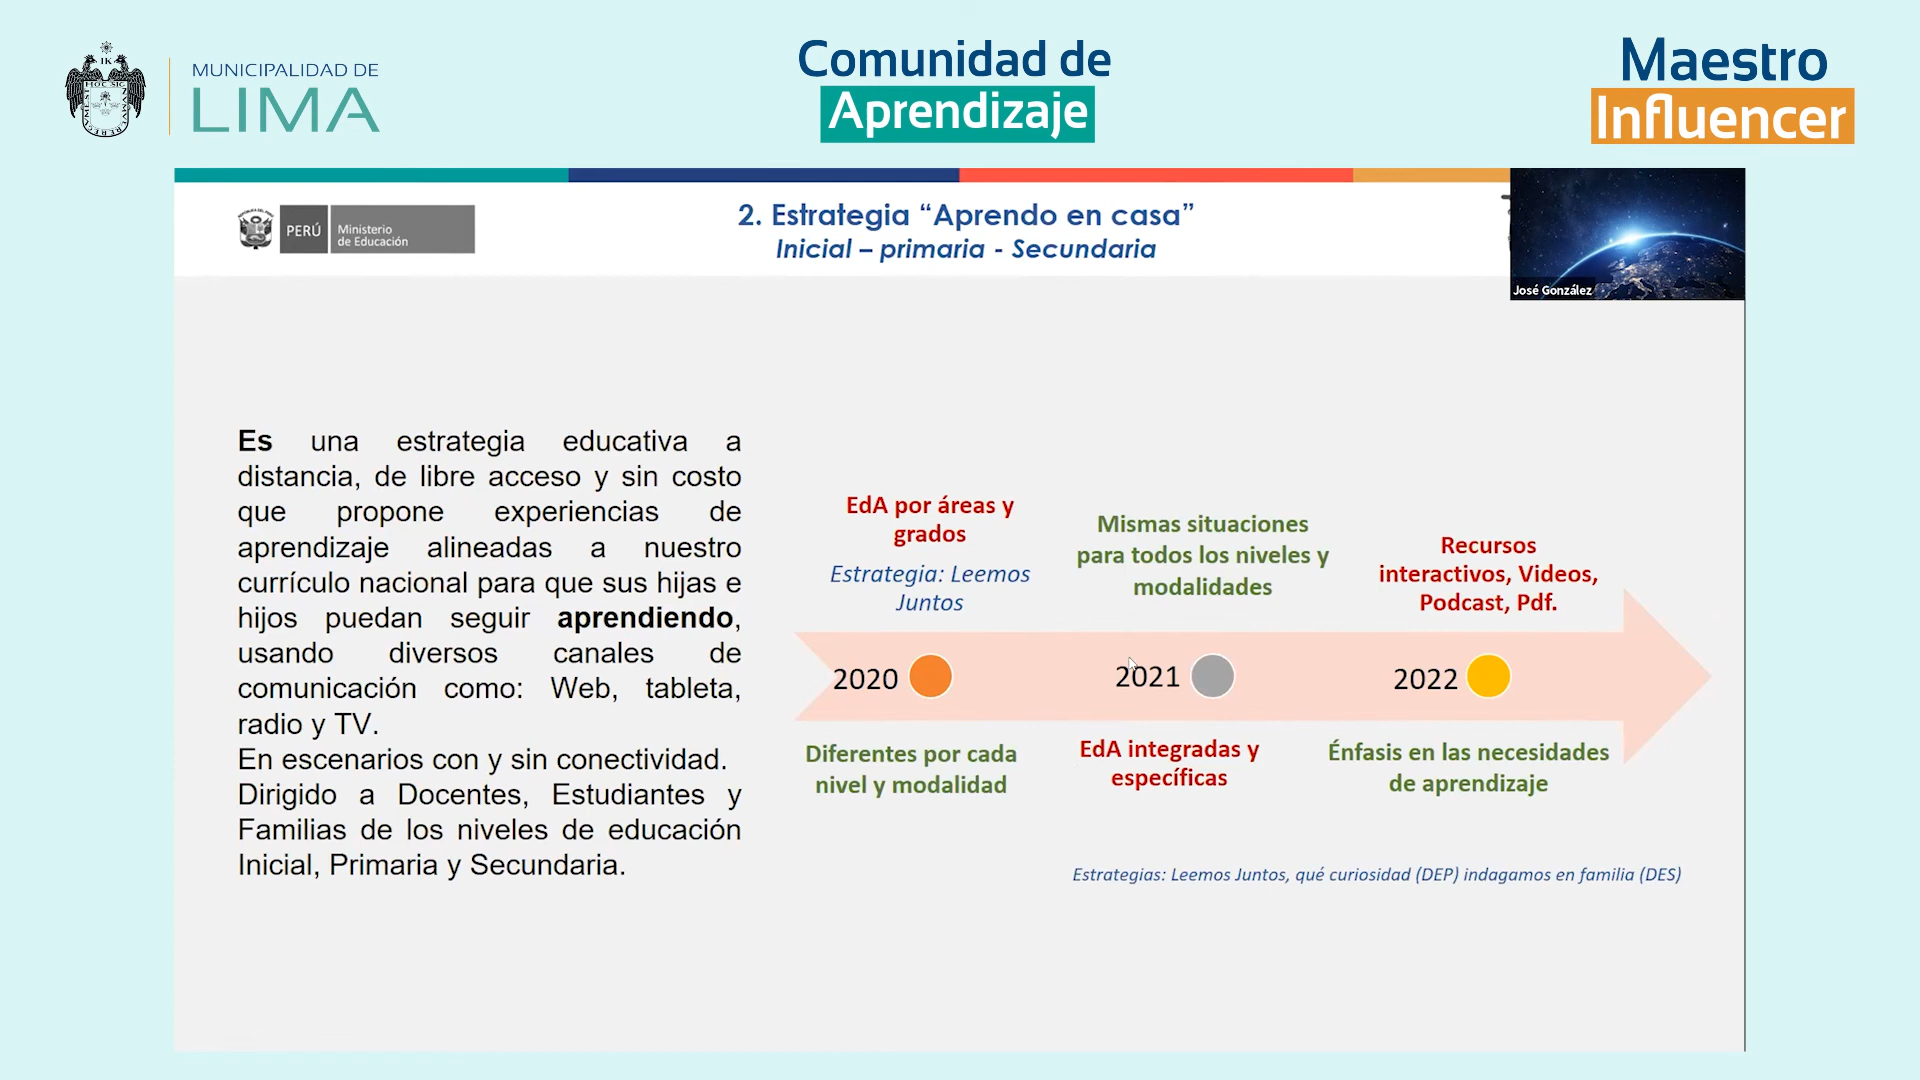 MUNICIPALIDAD DE
LIMA
Comunidad de
Aprendizaje
Maestro
Influencer
PERÚ
Ministerio
de Educación
2. Estrategia “Aprendo en casa”
Inicial – primaria - Secundaria
José González
Es una estrategia educativa a
distancia, de libre acceso y sin costo
que propone experiencias de
aprendizaje alineadas a nuestro
currículo nacional para que sus hijas e
hijos puedan seguir aprendiendo,
usando diversos canales de
comunicación como: Web, tableta,
radio y TV.
En escenarios con y sin conectividad.
Dirigido a Docentes, Estudiantes y
Familias de los niveles de educación
Inicial, Primaria y Secundaria.
EdA por áreas y
grados
Estrategia: Leemos
Juntos
2020
Diferentes por cada
nivel y modalidad
Mismas situaciones
para todos los niveles y
modalidades
2021
EdA integradas y
específicas
Recursos
interactivos, Videos,
Podcast, Pdf.
2022
Énfasis en las necesidades
de aprendizaje
Estrategias: Leemos Juntos, qué curiosidad (DEP) indagamos en familia (DES)